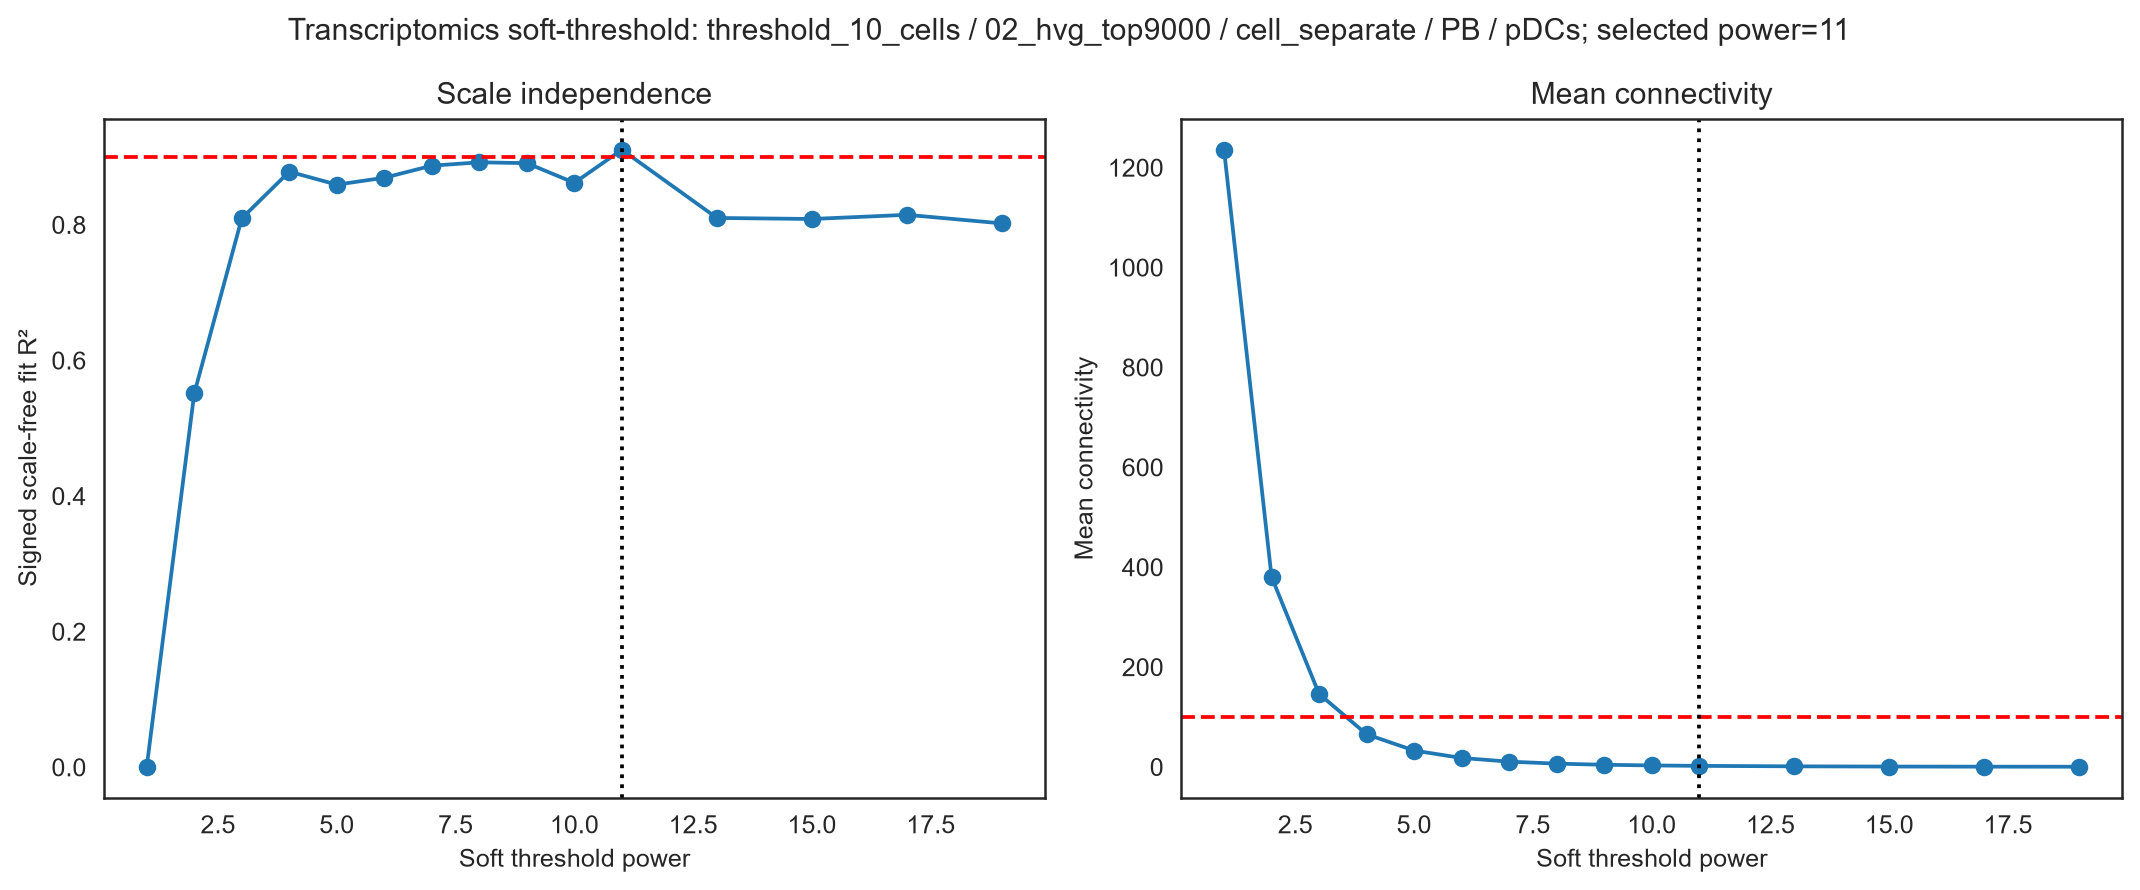 Transcriptomics soft-threshold: threshold_10_cells / 02_hvg_top9000 / cell_separate / PB / pDCs; selected power=11
Scale independence
Signed scale-free fit R²
0.8
0.6
0.4
0.2
0.0
2.5 5.0 7.5 10.0 12.5 15.0 17.5
Soft threshold power
Mean connectivity
Mean connectivity
1200
1000
800
600
400
200
0
2.5 5.0 7.5 10.0 12.5 15.0 17.5
Soft threshold power